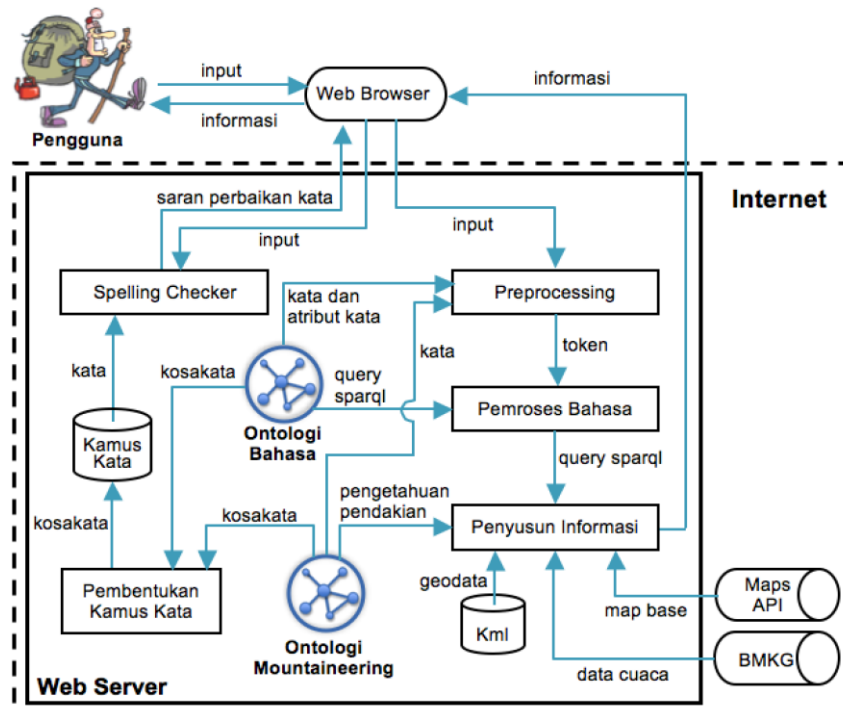 input
Web Browser
informasi
informasi
Pengguna
Internet
saran perbaikan kata
input
input
Spelling Checker
kata dan
atribut kata
Preprocessing
kata
token
kata
kosakata
query
sparql
Pemroses Bahasa
Kamus
Kata
Ontologi
Bahasa
query sparql
kosakata
kosakata
pengetahuan
pendakian
Penyusun Informasi
Pembentukan
Kamus Kata
geodata
map base
Maps
API
Kml
Ontologi
Mountaineering
data cuaca
BMKG
Web Server